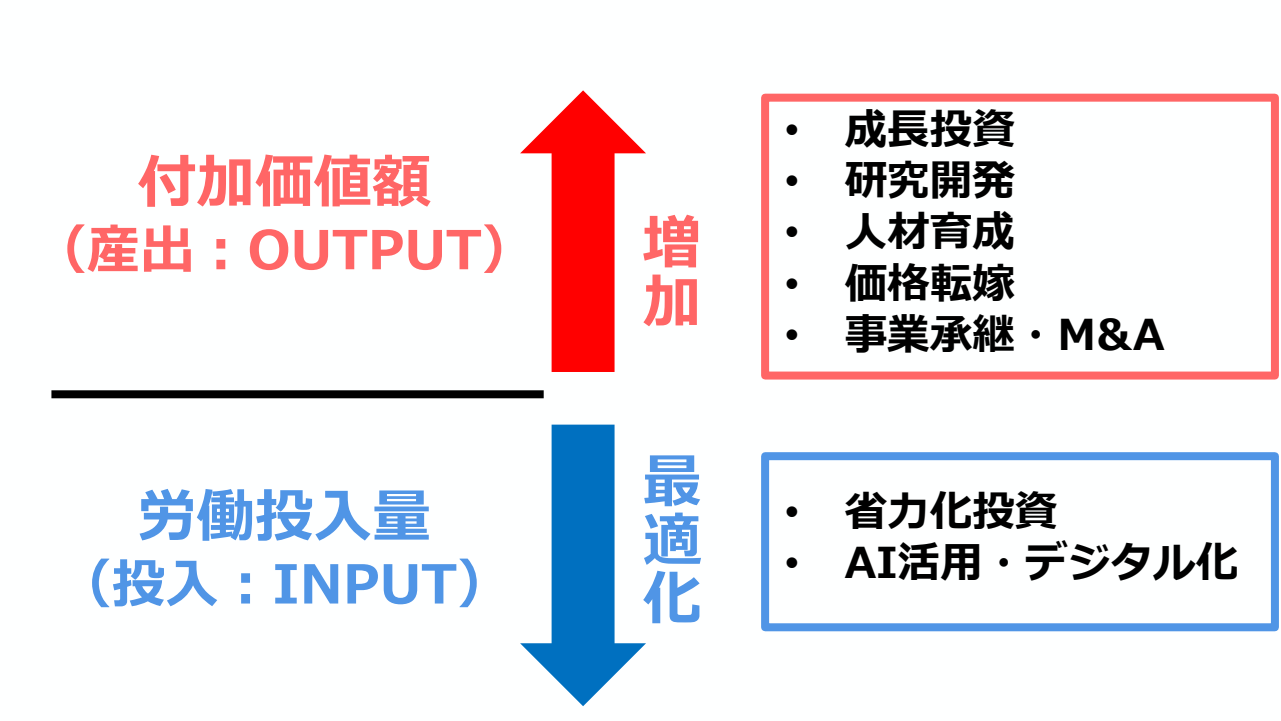 付加価値額
（産出：OUTPUT）
増加
• 成長投資
• 研究開発
• 人材育成
• 価格転嫁
• 事業承継・M&A
労働投入量
（投入：INPUT）
最適化
• 省力化投資
• AI活用・デジタル化